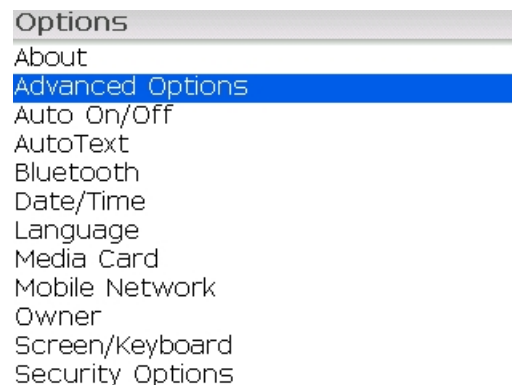 Options
About
Advanced Options
Auto On/Off
AutoText
Bluetooth
Date/Time
Language
Media Card
Mobile Network
Owner
Screen/Keyboard
Security Options